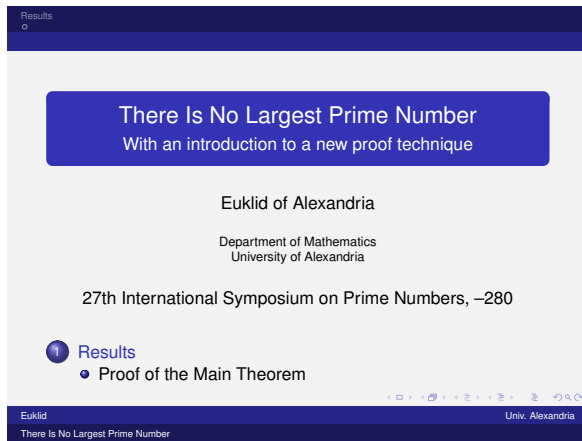 Results
There Is No Largest Prime Number
With an introduction to a new proof technique
Euklid of Alexandria
Department of Mathematics
University of Alexandria
27th International Symposium on Prime Numbers, –280
1 Results
Proof of the Main Theorem
Euklid Univ. Alexandria
There Is No Largest Prime Number